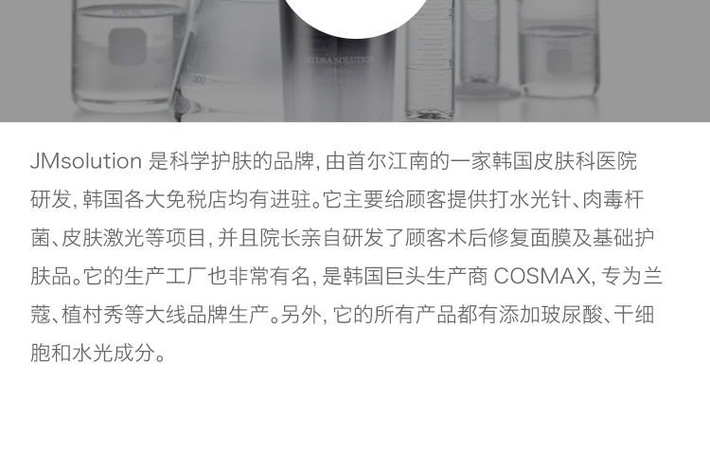 JMsolution 是科学护肤的品牌, 由首尔江南的一家韩国皮肤科医院
研发, 韩国各大免税店均有进驻。它主要给顾客提供打水光针、肉毒杆
菌、皮肤激光等项目, 并且院长亲自研发了顾客术后修复面膜及基础护
肤品。它的生产工厂也非常有名, 是韩国巨头生产商 COSMAX, 专为兰
蔻、植村秀等大线品牌生产。另外, 它的所有产品都有添加玻尿酸、干细
胞和水光成分。